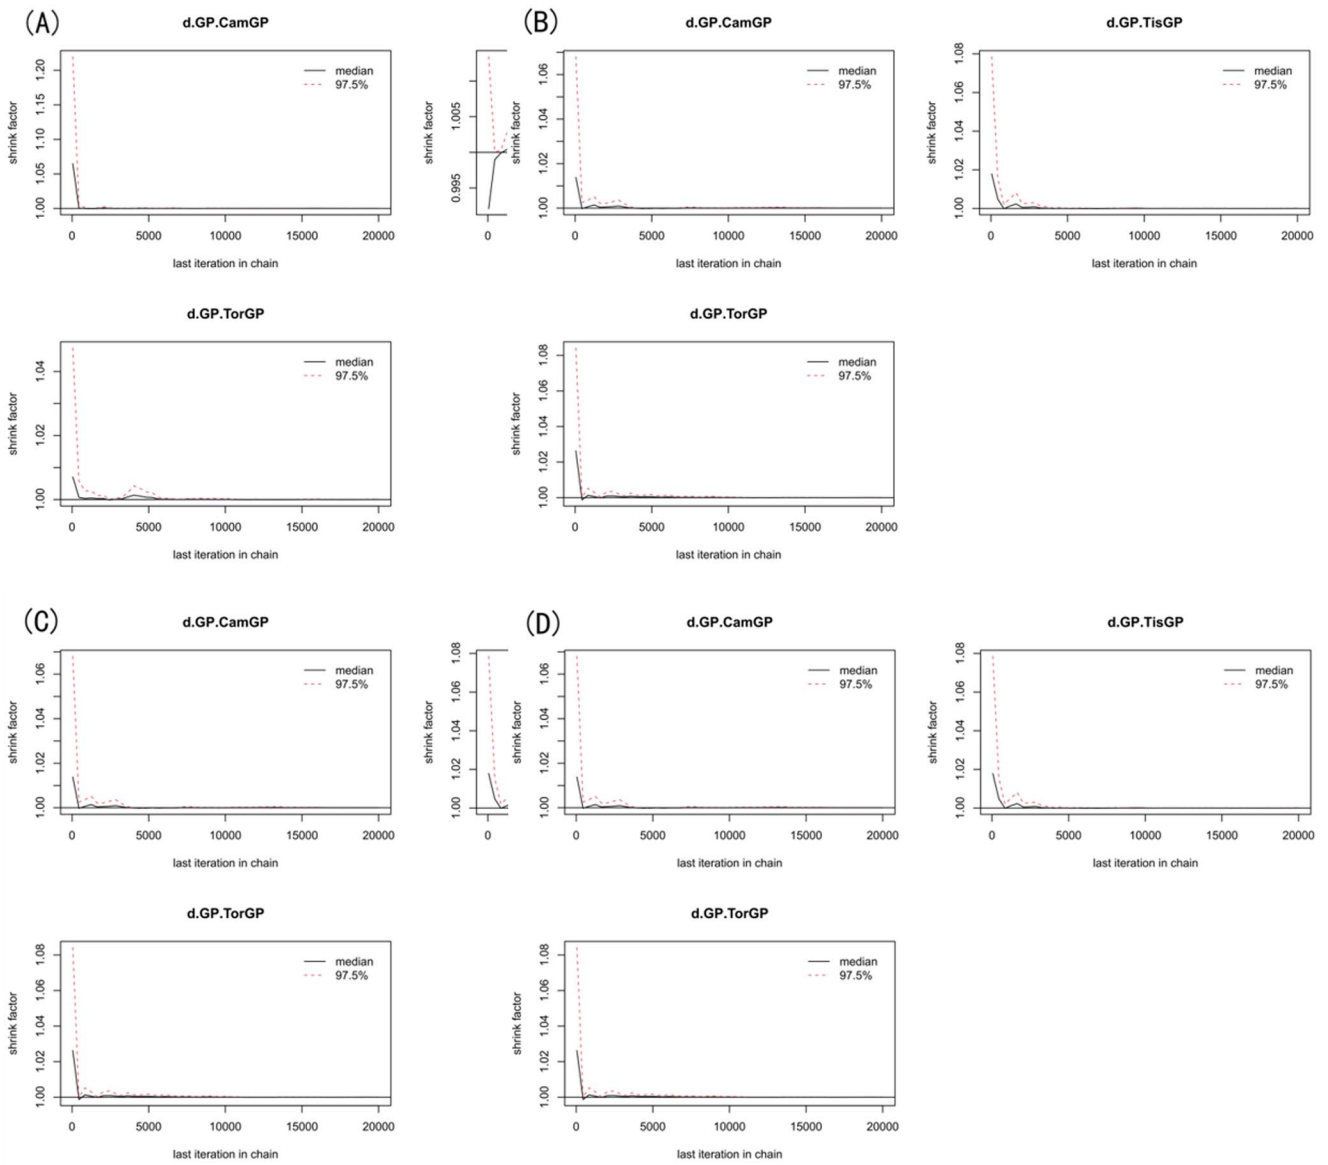 (A)
d.GP.CamGP
shrink factor
1.00 1.05 1.10 1.15 1.20
median
97.5%
0 5000 10000 15000 20000
last iteration in chain
shrink factor
0.995 1.005
0
(B)
d.GP.CamGP
shrink factor
1.00 1.02 1.04 1.06
median
97.5%
0 5000 10000 15000 20000
last iteration in chain
d.GP.TisGP
shrink factor
1.00 1.02 1.04 1.06 1.08
median
97.5%
0 5000 10000 15000 20000
last iteration in chain
d.GP.TorGP
shrink factor
1.00 1.02 1.04
median
97.5%
0 5000 10000 15000 20000
last iteration in chain
d.GP.TorGP
shrink factor
1.00 1.02 1.04 1.06 1.08
median
97.5%
0 5000 10000 15000 20000
last iteration in chain
(C)
d.GP.CamGP
shrink factor
1.00 1.02 1.04 1.06
median
97.5%
0 5000 10000 15000 20000
last iteration in chain
shrink factor
1.00 1.02 1.04 1.06 1.08
0
(D)
d.GP.CamGP
shrink factor
1.00 1.02 1.04 1.06
median
97.5%
0 5000 10000 15000 20000
last iteration in chain
d.GP.TisGP
shrink factor
1.00 1.02 1.04 1.06 1.08
median
97.5%
0 5000 10000 15000 20000
last iteration in chain
d.GP.TorGP
shrink factor
1.00 1.02 1.04 1.06 1.08
median
97.5%
0 5000 10000 15000 20000
last iteration in chain
d.GP.TorGP
shrink factor
1.00 1.02 1.04 1.06 1.08
median
97.5%
0 5000 10000 15000 20000
last iteration in chain